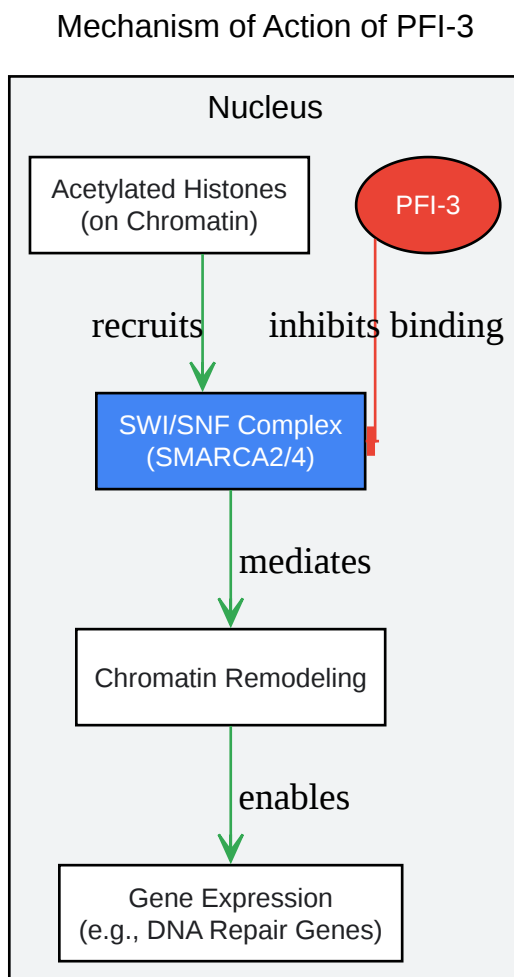 Mechanism of Action of PFI-3
Nucleus
Acetylated Histones
(on Chromatin)
PFI-3
recruits
inhibits binding
SWI/SNF Complex
(SMARCA2/4)
mediates
Chromatin Remodeling
enables
Gene Expression
(e.g., DNA Repair Genes)